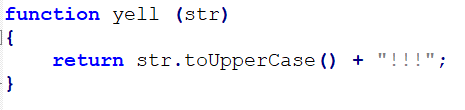 function yell (str)
{
    return str.toUpperCase() + "!!!";
}